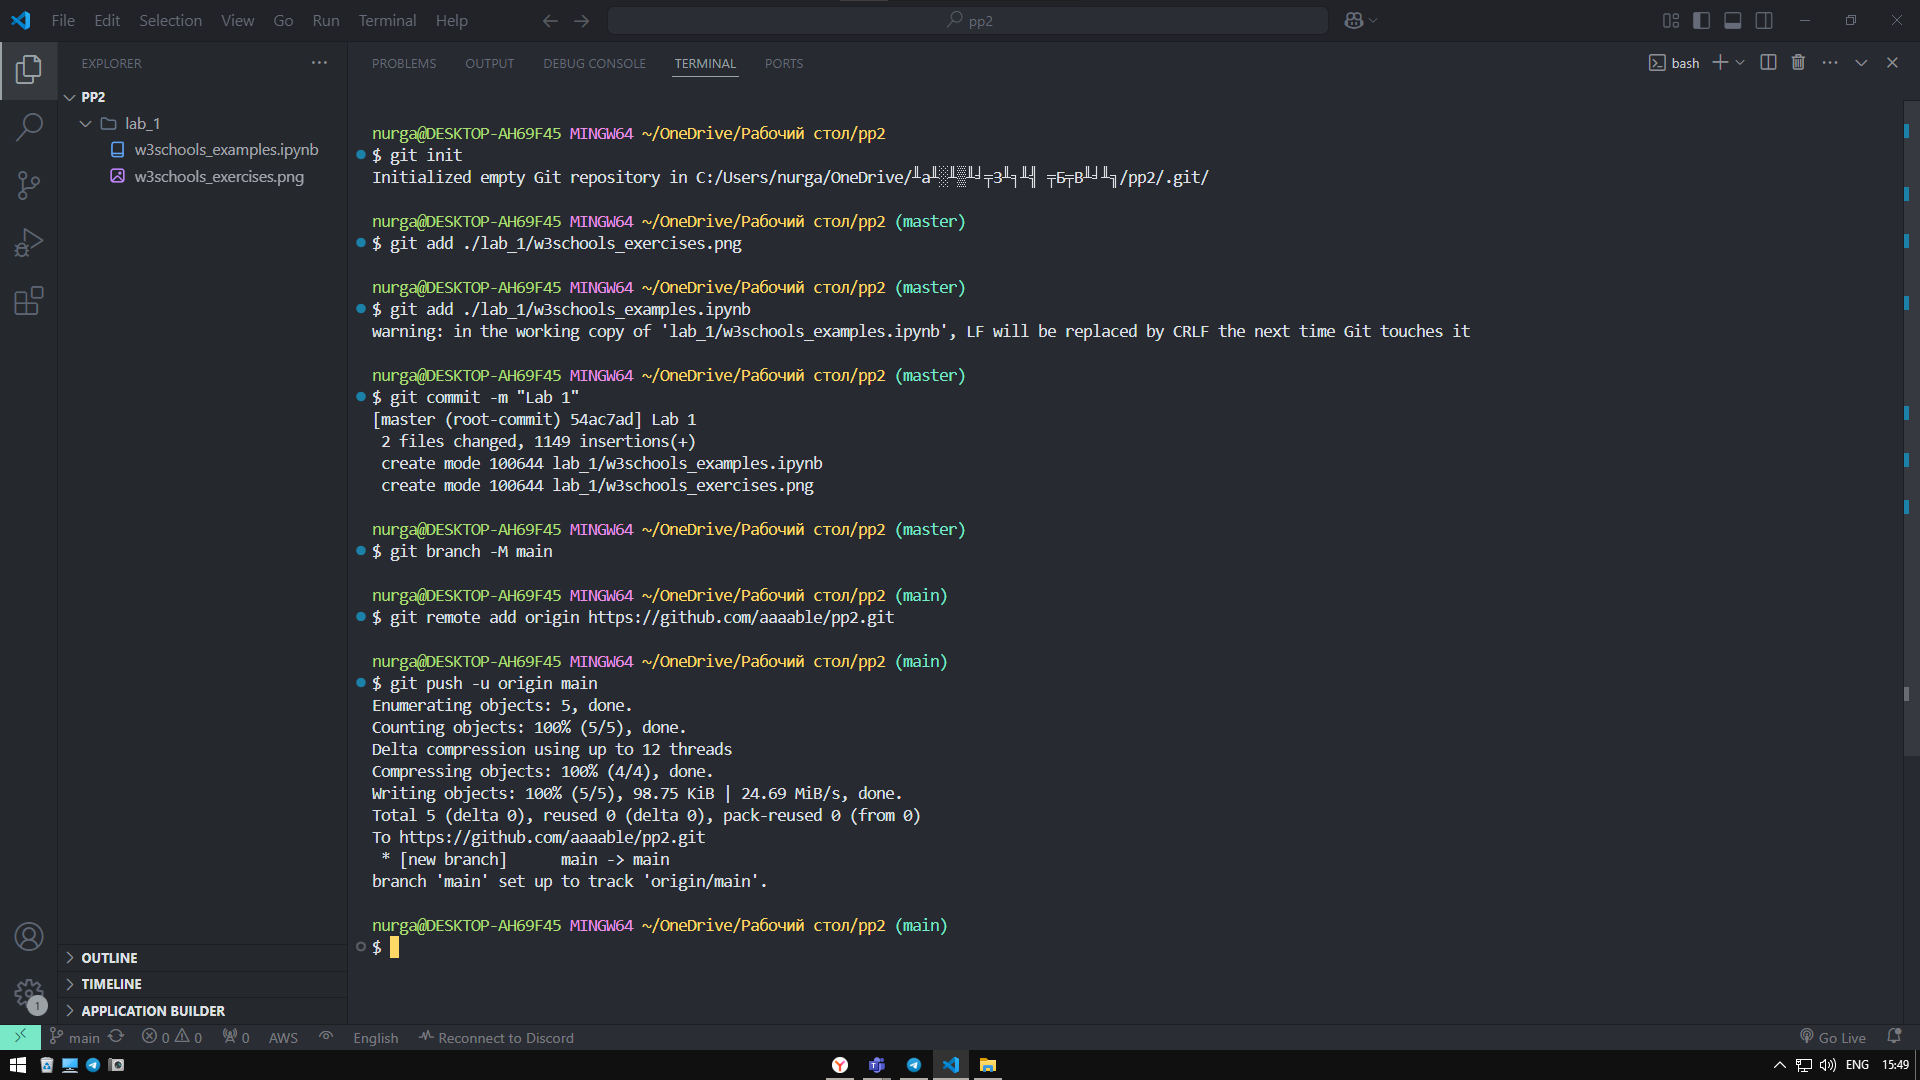 File Edit Selection View Go Run Terminal Help
pp2
EXPLORER
PROBLEMS OUTPUT DEBUG CONSOLE TERMINAL PORTS
bash
PP2
lab_1
w3schools_examples.ipynb
w3schools_exercises.png
nurga@DESKTOP-AH69F45 MINGW64 ~/OneDrive/Рабочий стол/pp2
$ git init
Initialized empty Git repository in C:/Users/nurga/OneDrive/
/pp2/.git/
nurga@DESKTOP-AH69F45 MINGW64 ~/OneDrive/Рабочий стол/pp2 (master)
$ git add ./lab_1/w3schools_exercises.png
nurga@DESKTOP-AH69F45 MINGW64 ~/OneDrive/Рабочий стол/pp2 (master)
$ git add ./lab_1/w3schools_examples.ipynb
warning: in the working copy of 'lab_1/w3schools_examples.ipynb', LF will be replaced by CRLF the next time Git touches it
nurga@DESKTOP-AH69F45 MINGW64 ~/OneDrive/Рабочий стол/pp2 (master)
$ git commit -m "Lab 1"
[master (root-commit) 54ac7ad] Lab 1
2 files changed, 1149 insertions(+)
create mode 100644 lab_1/w3schools_examples.ipynb
create mode 100644 lab_1/w3schools_exercises.png
nurga@DESKTOP-AH69F45 MINGW64 ~/OneDrive/Рабочий стол/pp2 (master)
$ git branch -M main
nurga@DESKTOP-AH69F45 MINGW64 ~/OneDrive/Рабочий стол/pp2 (main)
$ git remote add origin https://github.com/aaaable/pp2.git
nurga@DESKTOP-AH69F45 MINGW64 ~/OneDrive/Рабочий стол/pp2 (main)
$ git push -u origin main
Enumerating objects: 5, done.
Counting objects: 100% (5/5), done.
Delta compression using up to 12 threads
Compressing objects: 100% (4/4), done.
Writing objects: 100% (5/5), 98.75 KiB | 24.69 MiB/s, done.
Total 5 (delta 0), reused 0 (delta 0), pack-reused 0 (from 0)
To https://github.com/aaaable/pp2.git
* [new branch]      main -> main
branch 'main' set up to track 'origin/main'.
nurga@DESKTOP-AH69F45 MINGW64 ~/OneDrive/Рабочий стол/pp2 (main)
$
OUTLINE
TIMELINE
APPLICATION BUILDER
1
main 0 0 0 AWS English Reconnect to Discord Go Live
ENG 15:49